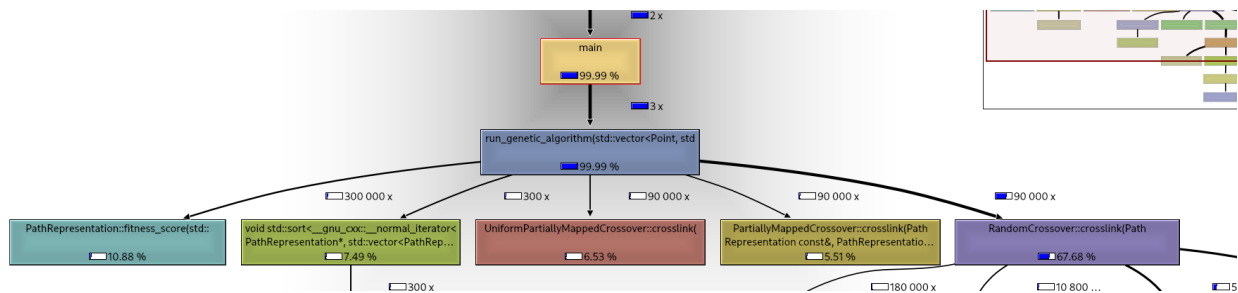 2 x
main
99.99 %
3 x
run_genetic_algorithm(std::vector<Point, std
99.99 %
300 000 x
300 x
90 000 x
90 000 x
90 000 x
PathRepresentation::fitness_score(std::
10.88 %
void std::sort<__gnu_cxx::__normal_iterator<
PathRepresentation*, std::vector<PathRep...
7.49 %
UniformPartiallyMappedCrossover::crosslink(
6.53 %
PartiallyMappedCrossover::crosslink(Path
Representation const&, PathRepresentatio...
5.51 %
RandomCrossover::crosslink(Path
67.68 %
300 x
180 000 x
10 800 ...
5